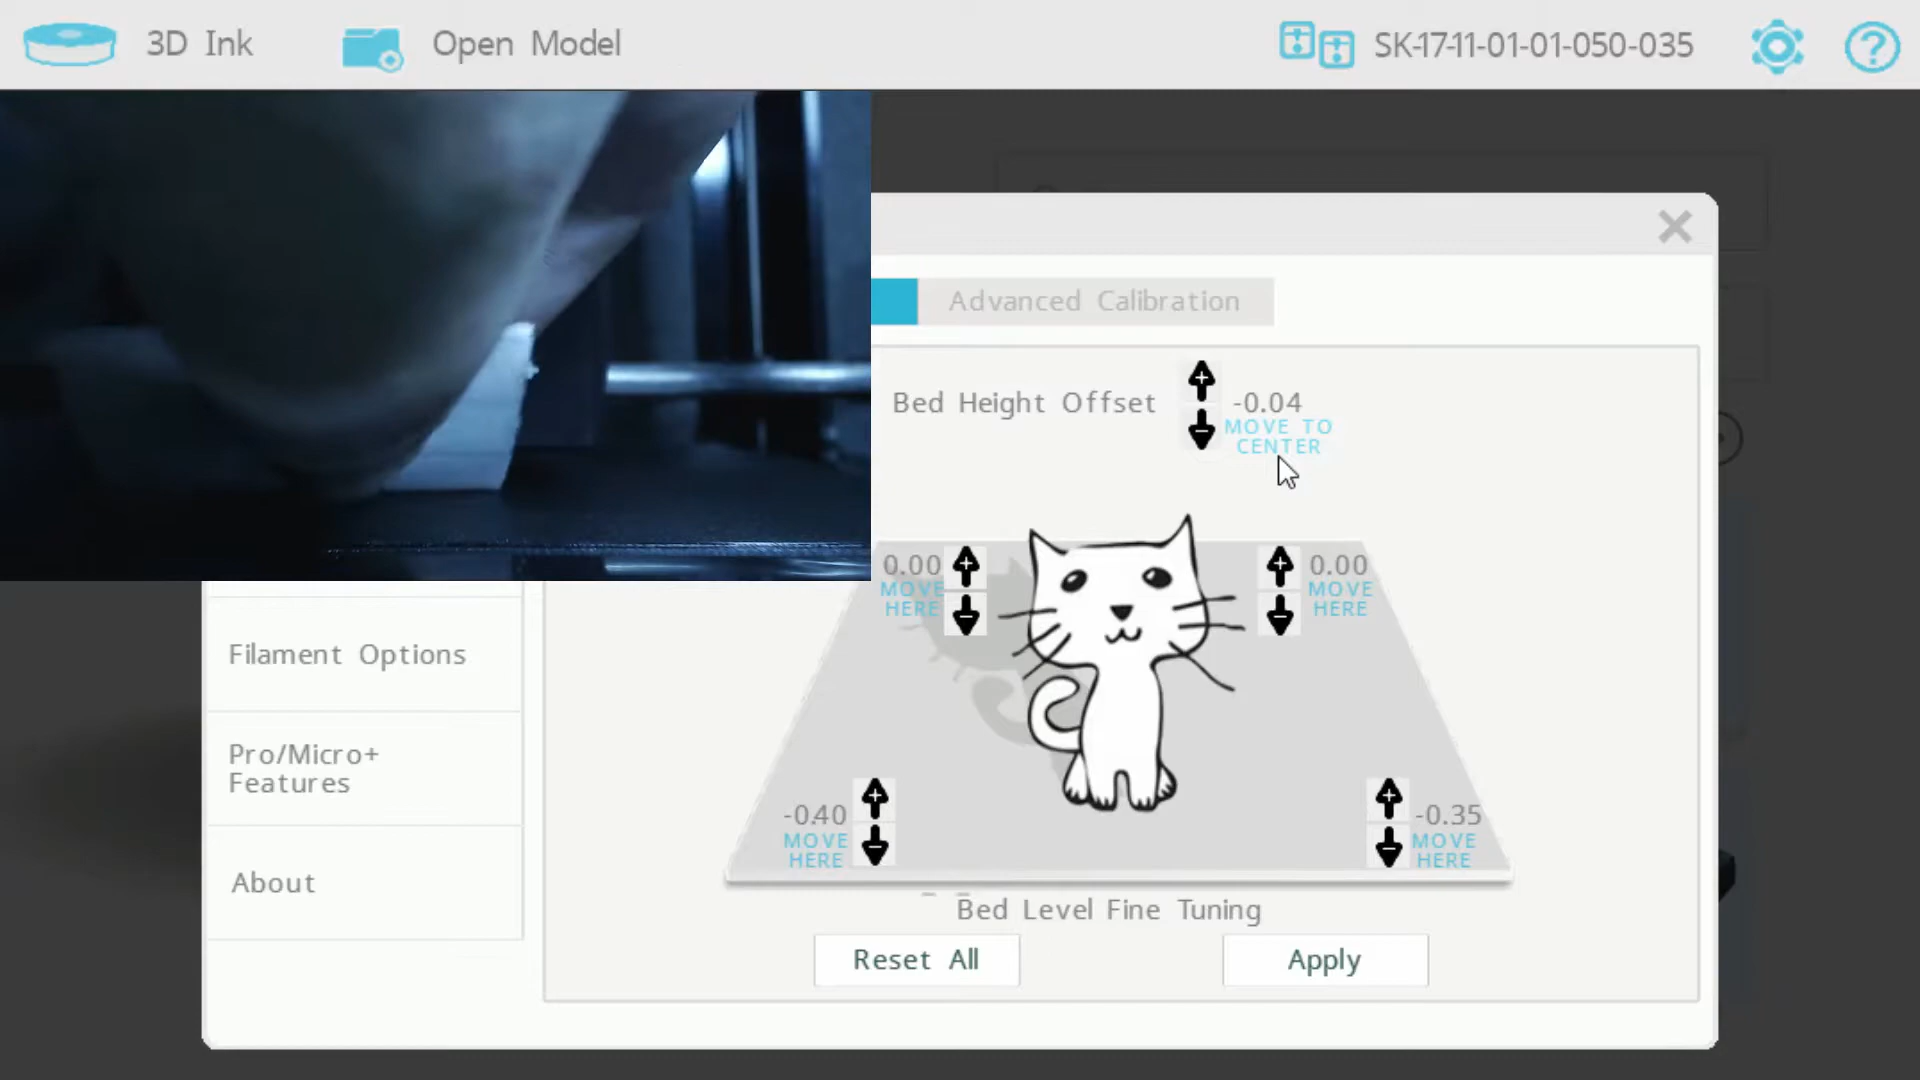 3D Ink
Open Model
SK-17-11-01-01-050-035
Advanced Calibration
Bed Height Offset
-0.04
MOVE TO
CENTER
0.00
MOVE
HERE
0.00
MOVE
HERE
Filament Options
Pro/Micro+
Features
About
-0.40
MOVE
HERE
-0.35
MOVE
HERE
Bed Level Fine Tuning
Reset All
Apply